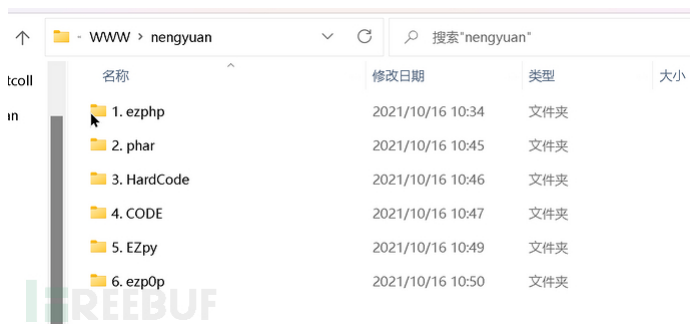 WWW › nengyuan 搜索"nengyuan"
名称 修改日期 类型 大小
tcoll
1. ezphp 2021/10/16 10:34 文件夹
an
2. phar 2021/10/16 10:45 文件夹
3. HardCode 2021/10/16 10:46 文件夹
4. CODE 2021/10/16 10:47 文件夹
5. EZpy 2021/10/16 10:49 文件夹
6. ezp0p 2021/10/16 10:50 文件夹
FREEBUF